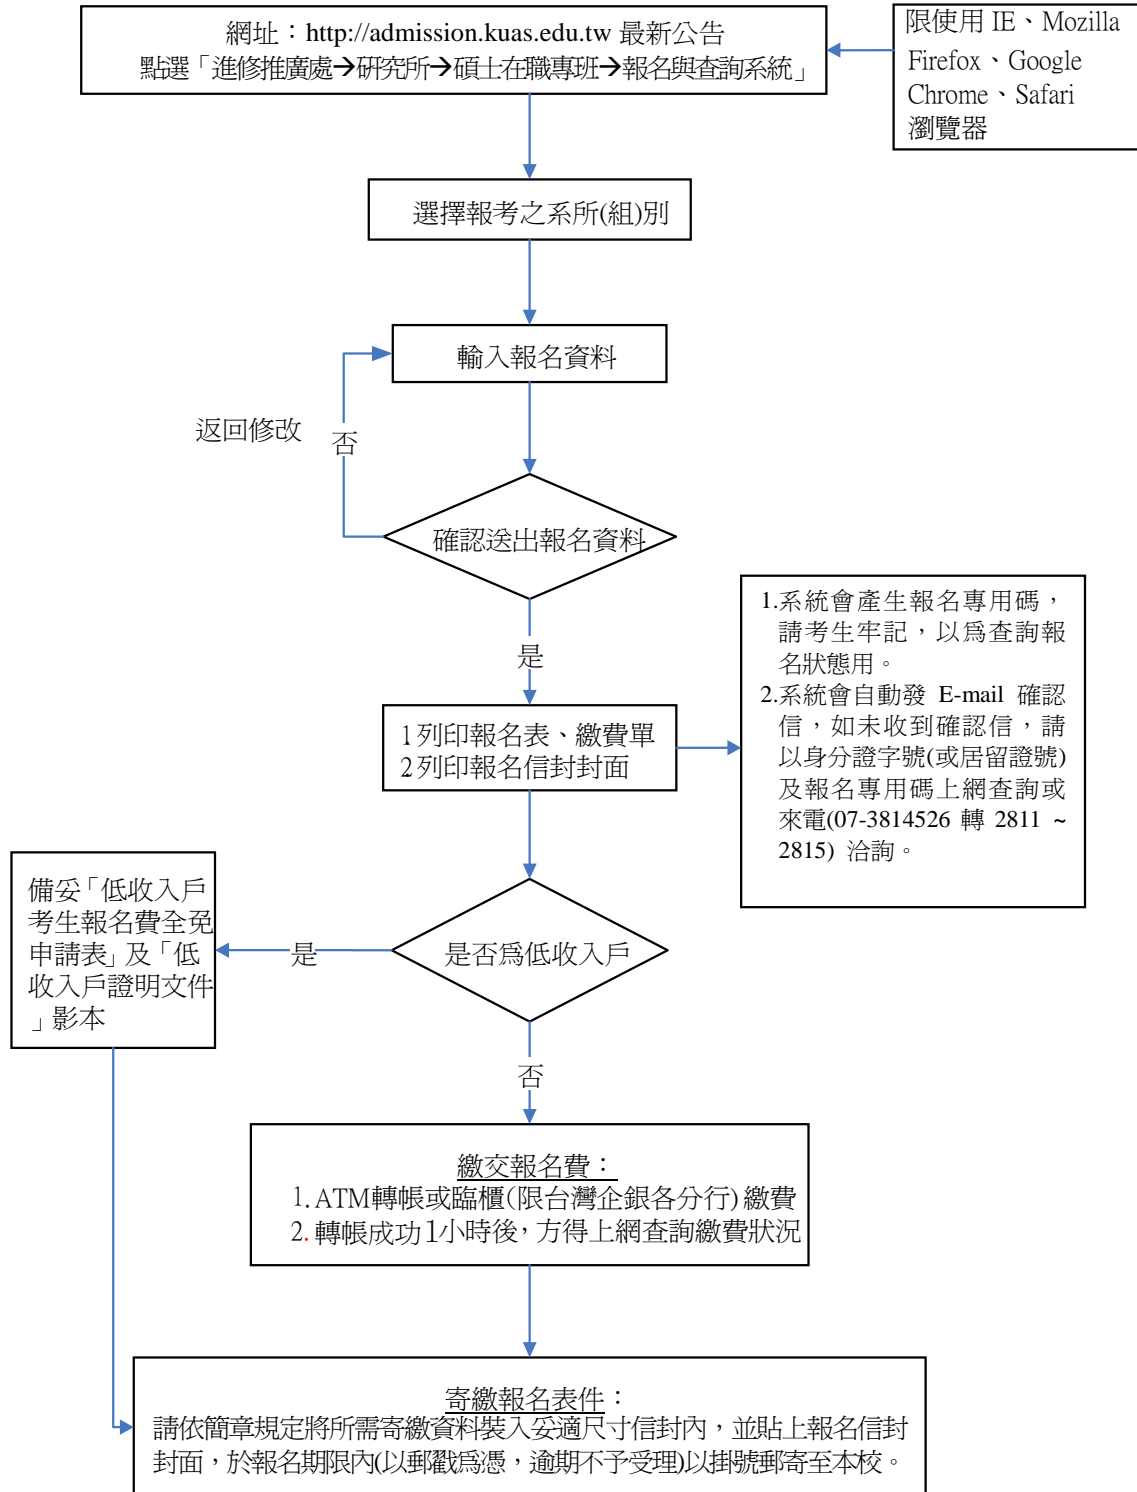 網址：http://admission.kuas.edu.tw 最新公告
點選「進修推廣處→研究所→碩士在職專班→報名與查詢系統」
限使用 IE、Mozilla
Firefox、Google
Chrome、Safari
瀏覽器
選擇報考之系所(組)別
輸入報名資料
返回修改
否
確認送出報名資料
是
1列印報名表、繳費單
2列印報名信封封面
1.系統會產生報名專用碼，
請考生牢記，以為查詢報
名狀態用。
2.系統會自動發 E-mail 確認
信，如未收到確認信，請
以身分證字號(或居留證號)
及報名專用碼上網查詢或
來電(07-3814526 轉 2811 ~
2815) 洽詢。
是否為低收入戶
是
備妥「低收入戶
考生報名費全免
申請表」及「低
收入戶證明文件
」影本
否
繳交報名費：
1. ATM轉帳或臨櫃(限台灣企銀各分行) 繳費
2. 轉帳成功1小時後，方得上網查詢繳費狀況
寄繳報名表件：
請依簡章規定將所需寄繳資料裝入妥適尺寸信封內，並貼上報名信封
封面，於報名期限內(以郵戳為憑，逾期不予受理)以掛號郵寄至本校。